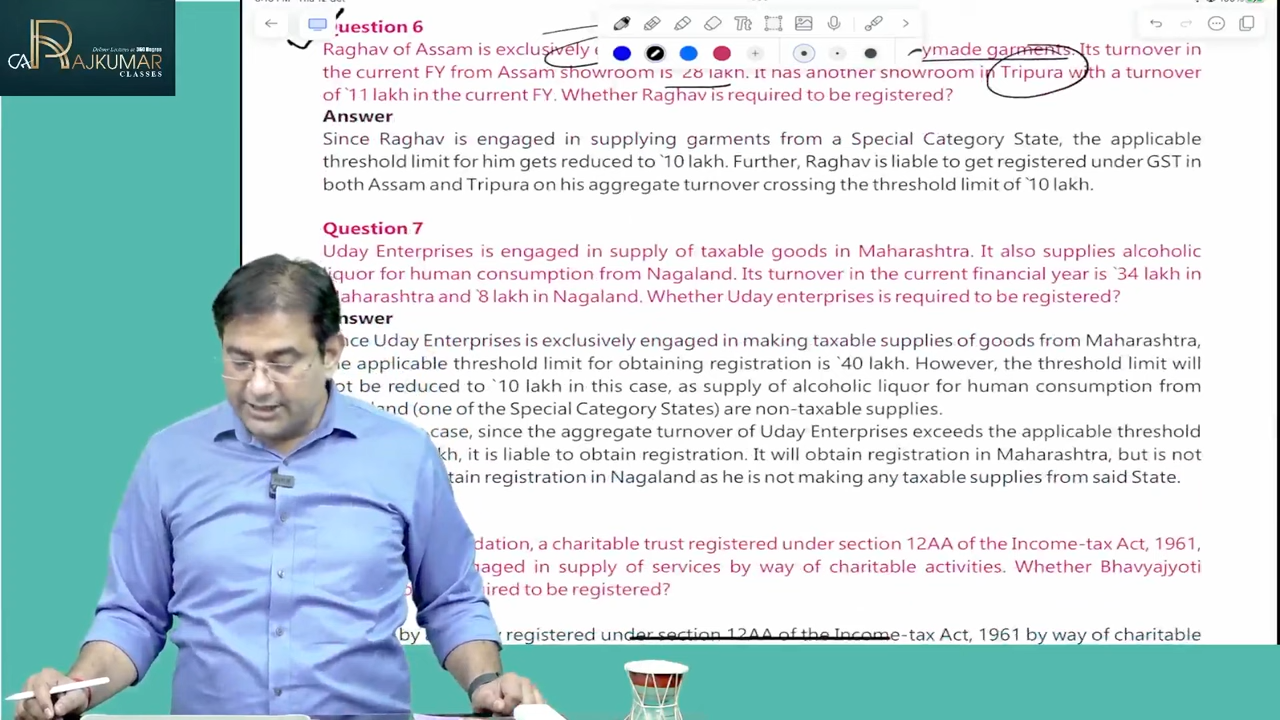 Deliver Lectures at 360 Degree
CA RAJKUMAR
CLASSES
uestion 6
Raghav of Assam is exclusively ymade garments. Its turnover in
the current FY from Assam showroom is `28 lakh. It has another showroom in Tripura with a turnover
of `11 lakh in the current FY. Whether Raghav is required to be registered?
Answer
Since Raghav is engaged in supplying garments from a Special Category State, the applicable
threshold limit for him gets reduced to `10 lakh. Further, Raghav is liable to get registered under GST in
both Assam and Tripura on his aggregate turnover crossing the threshold limit of `10 lakh.
Question 7
Uday Enterprises is engaged in supply of taxable goods in Maharashtra. It also supplies alcoholic
liquor for human consumption from Nagaland. Its turnover in the current financial year is `34 lakh in
aharashtra and `8 lakh in Nagaland. Whether Uday enterprises is required to be registered?
nswer
nce Uday Enterprises is exclusively engaged in making taxable supplies of goods from Maharashtra,
he applicable threshold limit for obtaining registration is `40 lakh. However, the threshold limit will
ot be reduced to `10 lakh in this case, as supply of alcoholic liquor for human consumption from
land (one of the Special Category States) are non-taxable supplies.
case, since the aggregate turnover of Uday Enterprises exceeds the applicable threshold
kh, it is liable to obtain registration. It will obtain registration in Maharashtra, but is not
tain registration in Nagaland as he is not making any taxable supplies from said State.
dation, a charitable trust registered under section 12AA of the Income-tax Act, 1961,
aged in supply of services by way of charitable activities. Whether Bhavyajyoti
ired to be registered?
by y registered under section 12AA of the Income-tax Act, 1961 by way of charitable